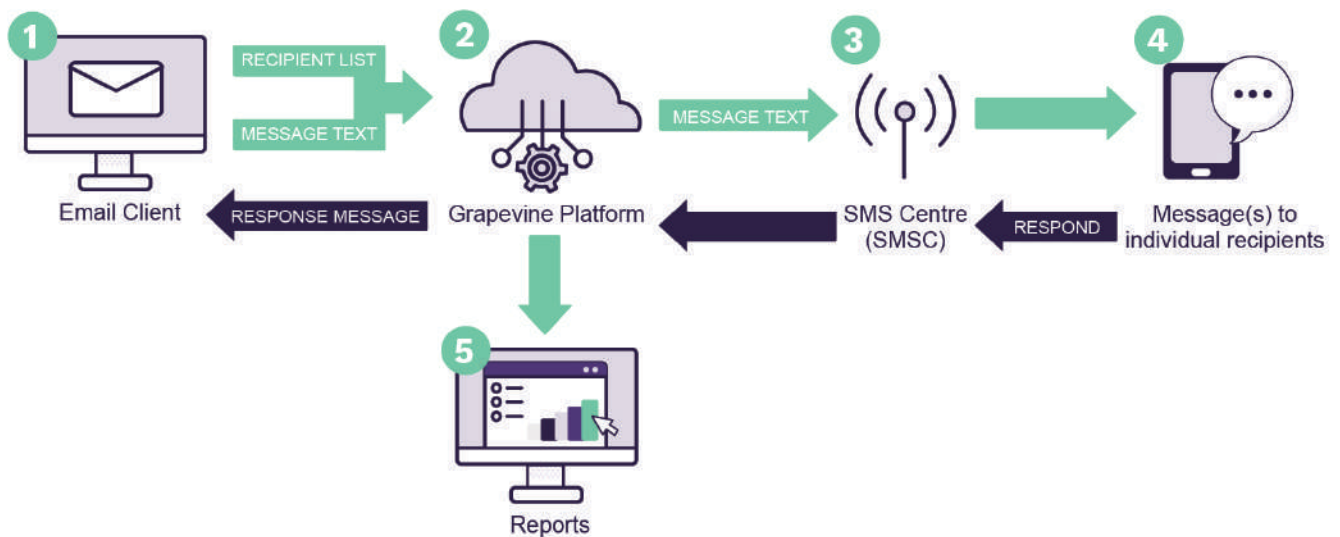 1
2
3
4
RECIPIENT LIST
MESSAGE TEXT
MESSAGE TEXT
Email Client
RESPONSE MESSAGE
Grapevine Platform
SMS Centre
(SMSC)
RESPOND
Message(s) to
individual recipients
5
Reports